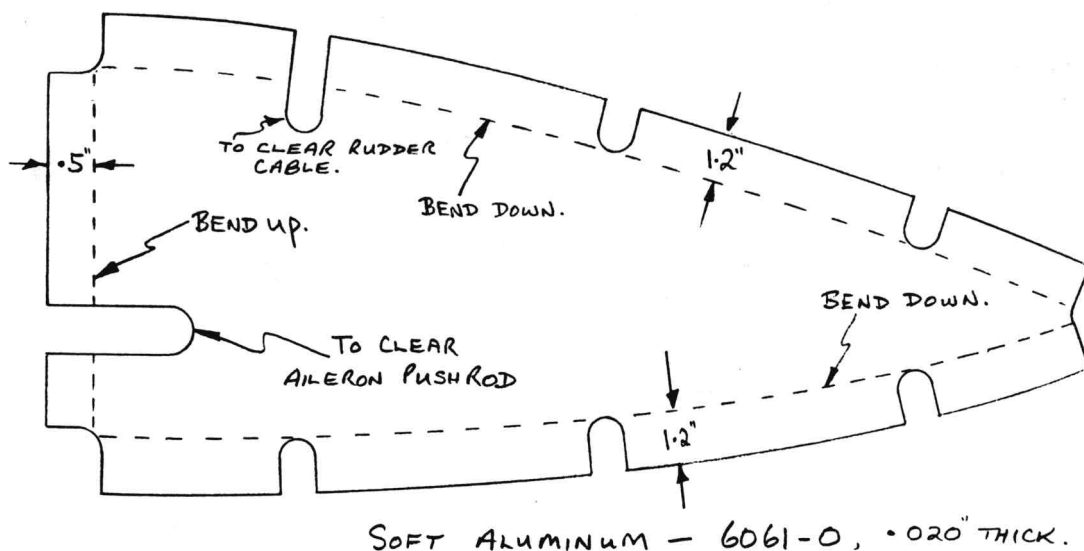 ·5"
TO CLEAR RUDDER
CABLE.
BEND DOWN.
1·2"
BEND UP.
BEND DOWN.
TO CLEAR
AILERON PUSHROD
1·2"
SOFT ALUMINUM — 6061-O, ·020" THICK.